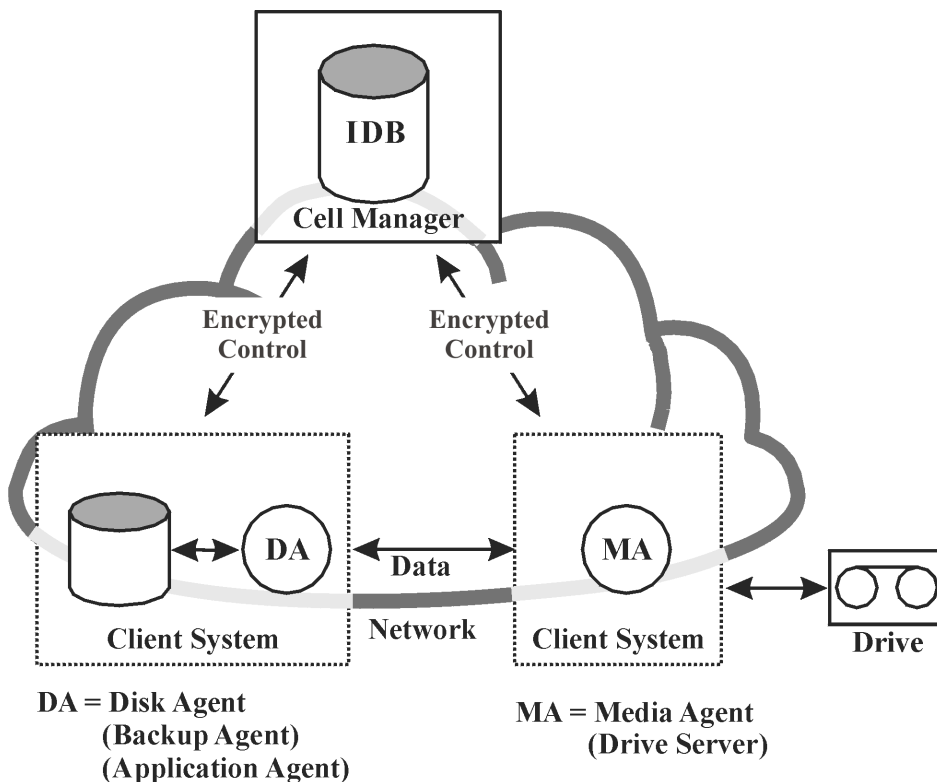 IDB
Cell Manager
Encrypted
Control
Encrypted
Control
DA
Data
MA
Client System
Network
Client System
Drive
DA = Disk Agent
(Backup Agent)
(Application Agent)
MA = Media Agent
(Drive Server)